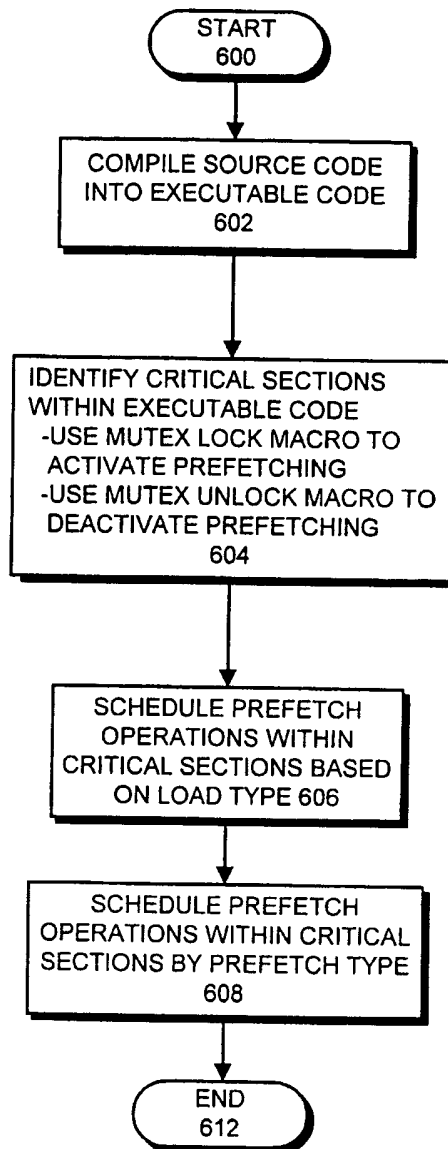 START
600
COMPILE SOURCE CODE
INTO EXECUTABLE CODE
602
IDENTIFY CRITICAL SECTIONS
WITHIN EXECUTABLE CODE
-USE MUTEX LOCK MACRO TO
ACTIVATE PREFETCHING
-USE MUTEX UNLOCK MACRO TO
DEACTIVATE PREFETCHING
604
SCHEDULE PREFETCH
OPERATIONS WITHIN
CRITICAL SECTIONS BASED
ON LOAD TYPE 606
SCHEDULE PREFETCH
OPERATIONS WITHIN CRITICAL
SECTIONS BY PREFETCH TYPE
608
END
612